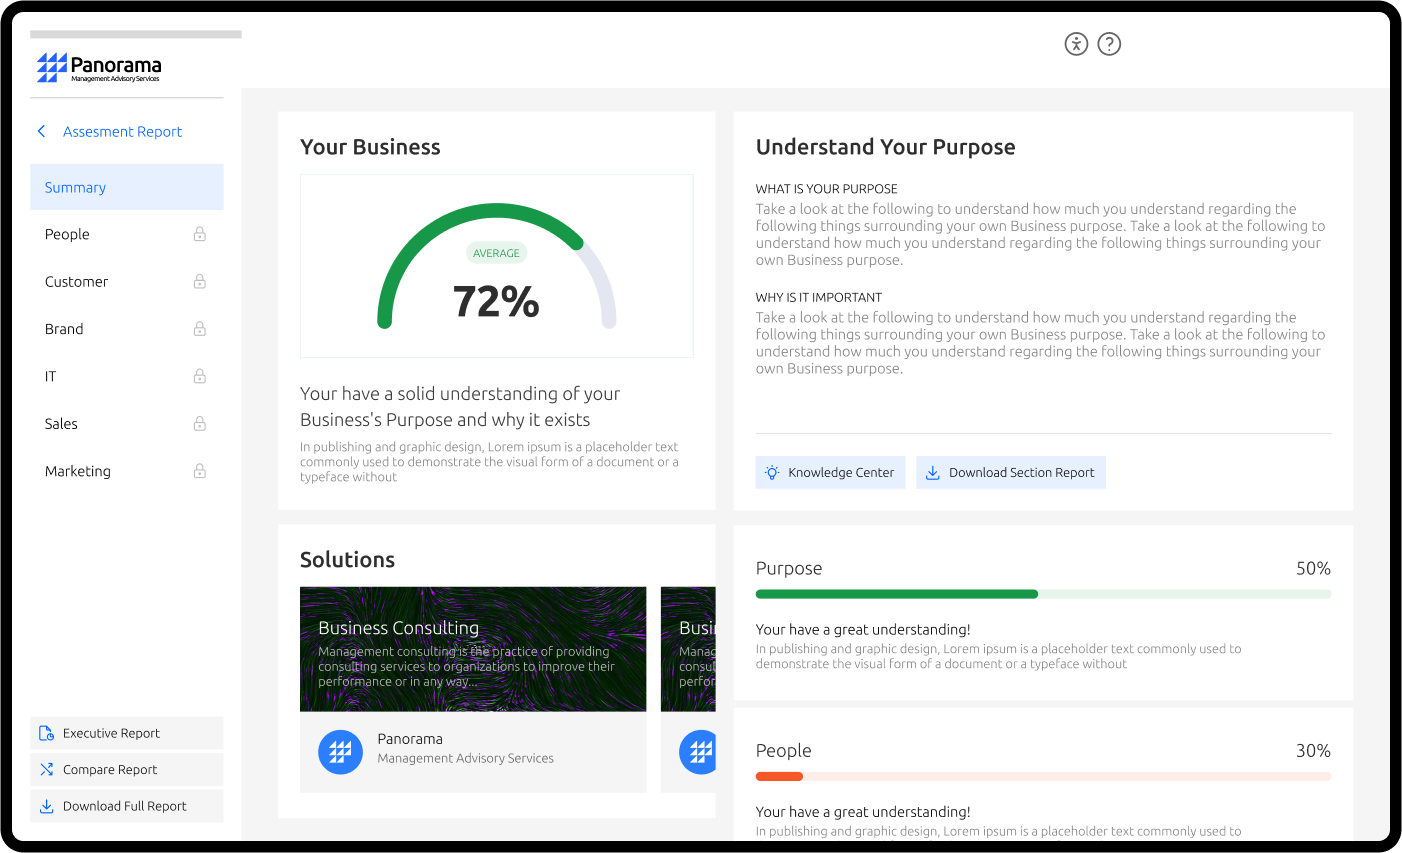 Panorama
Management Advisory Services
Assesment Report
Summary
People
Customer
Brand
IT
Sales
Marketing
Executive Report
Compare Report
Download Full Report
Your Business
AVERAGE
72%
Your have a solid understanding of your
Business's Purpose and why it exists
In publishing and graphic design, Lorem ipsum is a placeholder text
commonly used to demonstrate the visual form of a document or a
typeface without
Solutions
Business Consulting
Management consulting is the practice of providing
consulting services to organizations to improve their
performance or in any way...
Panorama
Management Advisory Services
Understand Your Purpose
WHAT IS YOUR PURPOSE
Take a look at the following to understand how much you understand regarding the
following things surrounding your own Business purpose. Take a look at the following to
understand how much you understand regarding the following things surrounding your
own Business purpose.
WHY IS IT IMPORTANT
Take a look at the following to understand how much you understand regarding the
following things surrounding your own Business purpose. Take a look at the following to
understand how much you understand regarding the following things surrounding your
own Business purpose.
Knowledge Center
Download Section Report
Purpose 50%
Your have a great understanding!
In publishing and graphic design, Lorem ipsum is a placeholder text commonly used to
demonstrate the visual form of a document or a typeface without
People 30%
Your have a great understanding!
In publishing and graphic design, Lorem ipsum is a placeholder text commonly used to